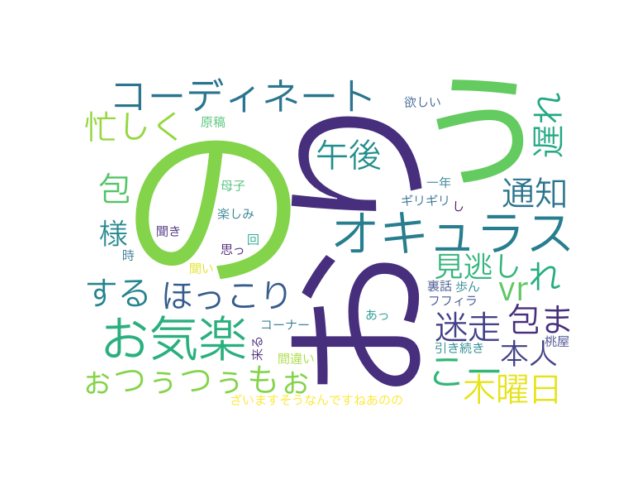 コーディネート
欲しい
忙しく
原稿
の
おり
う
遅れ
午後
包
母子
一年
通知
ギリギリ
し
様
楽しみ
聞き
回
思っ
時
オキュラス
聞い
見逃し
れ
する
ほっこり
vr
裏話
歩ん
フフィラ
あっ
お気楽
コーナー
迷走
包ま
来る
引き続き
桃屋
間違い
本人
こー
ぉつぅつぅもぉ
木曜日
ざいますそうなんですねあのの